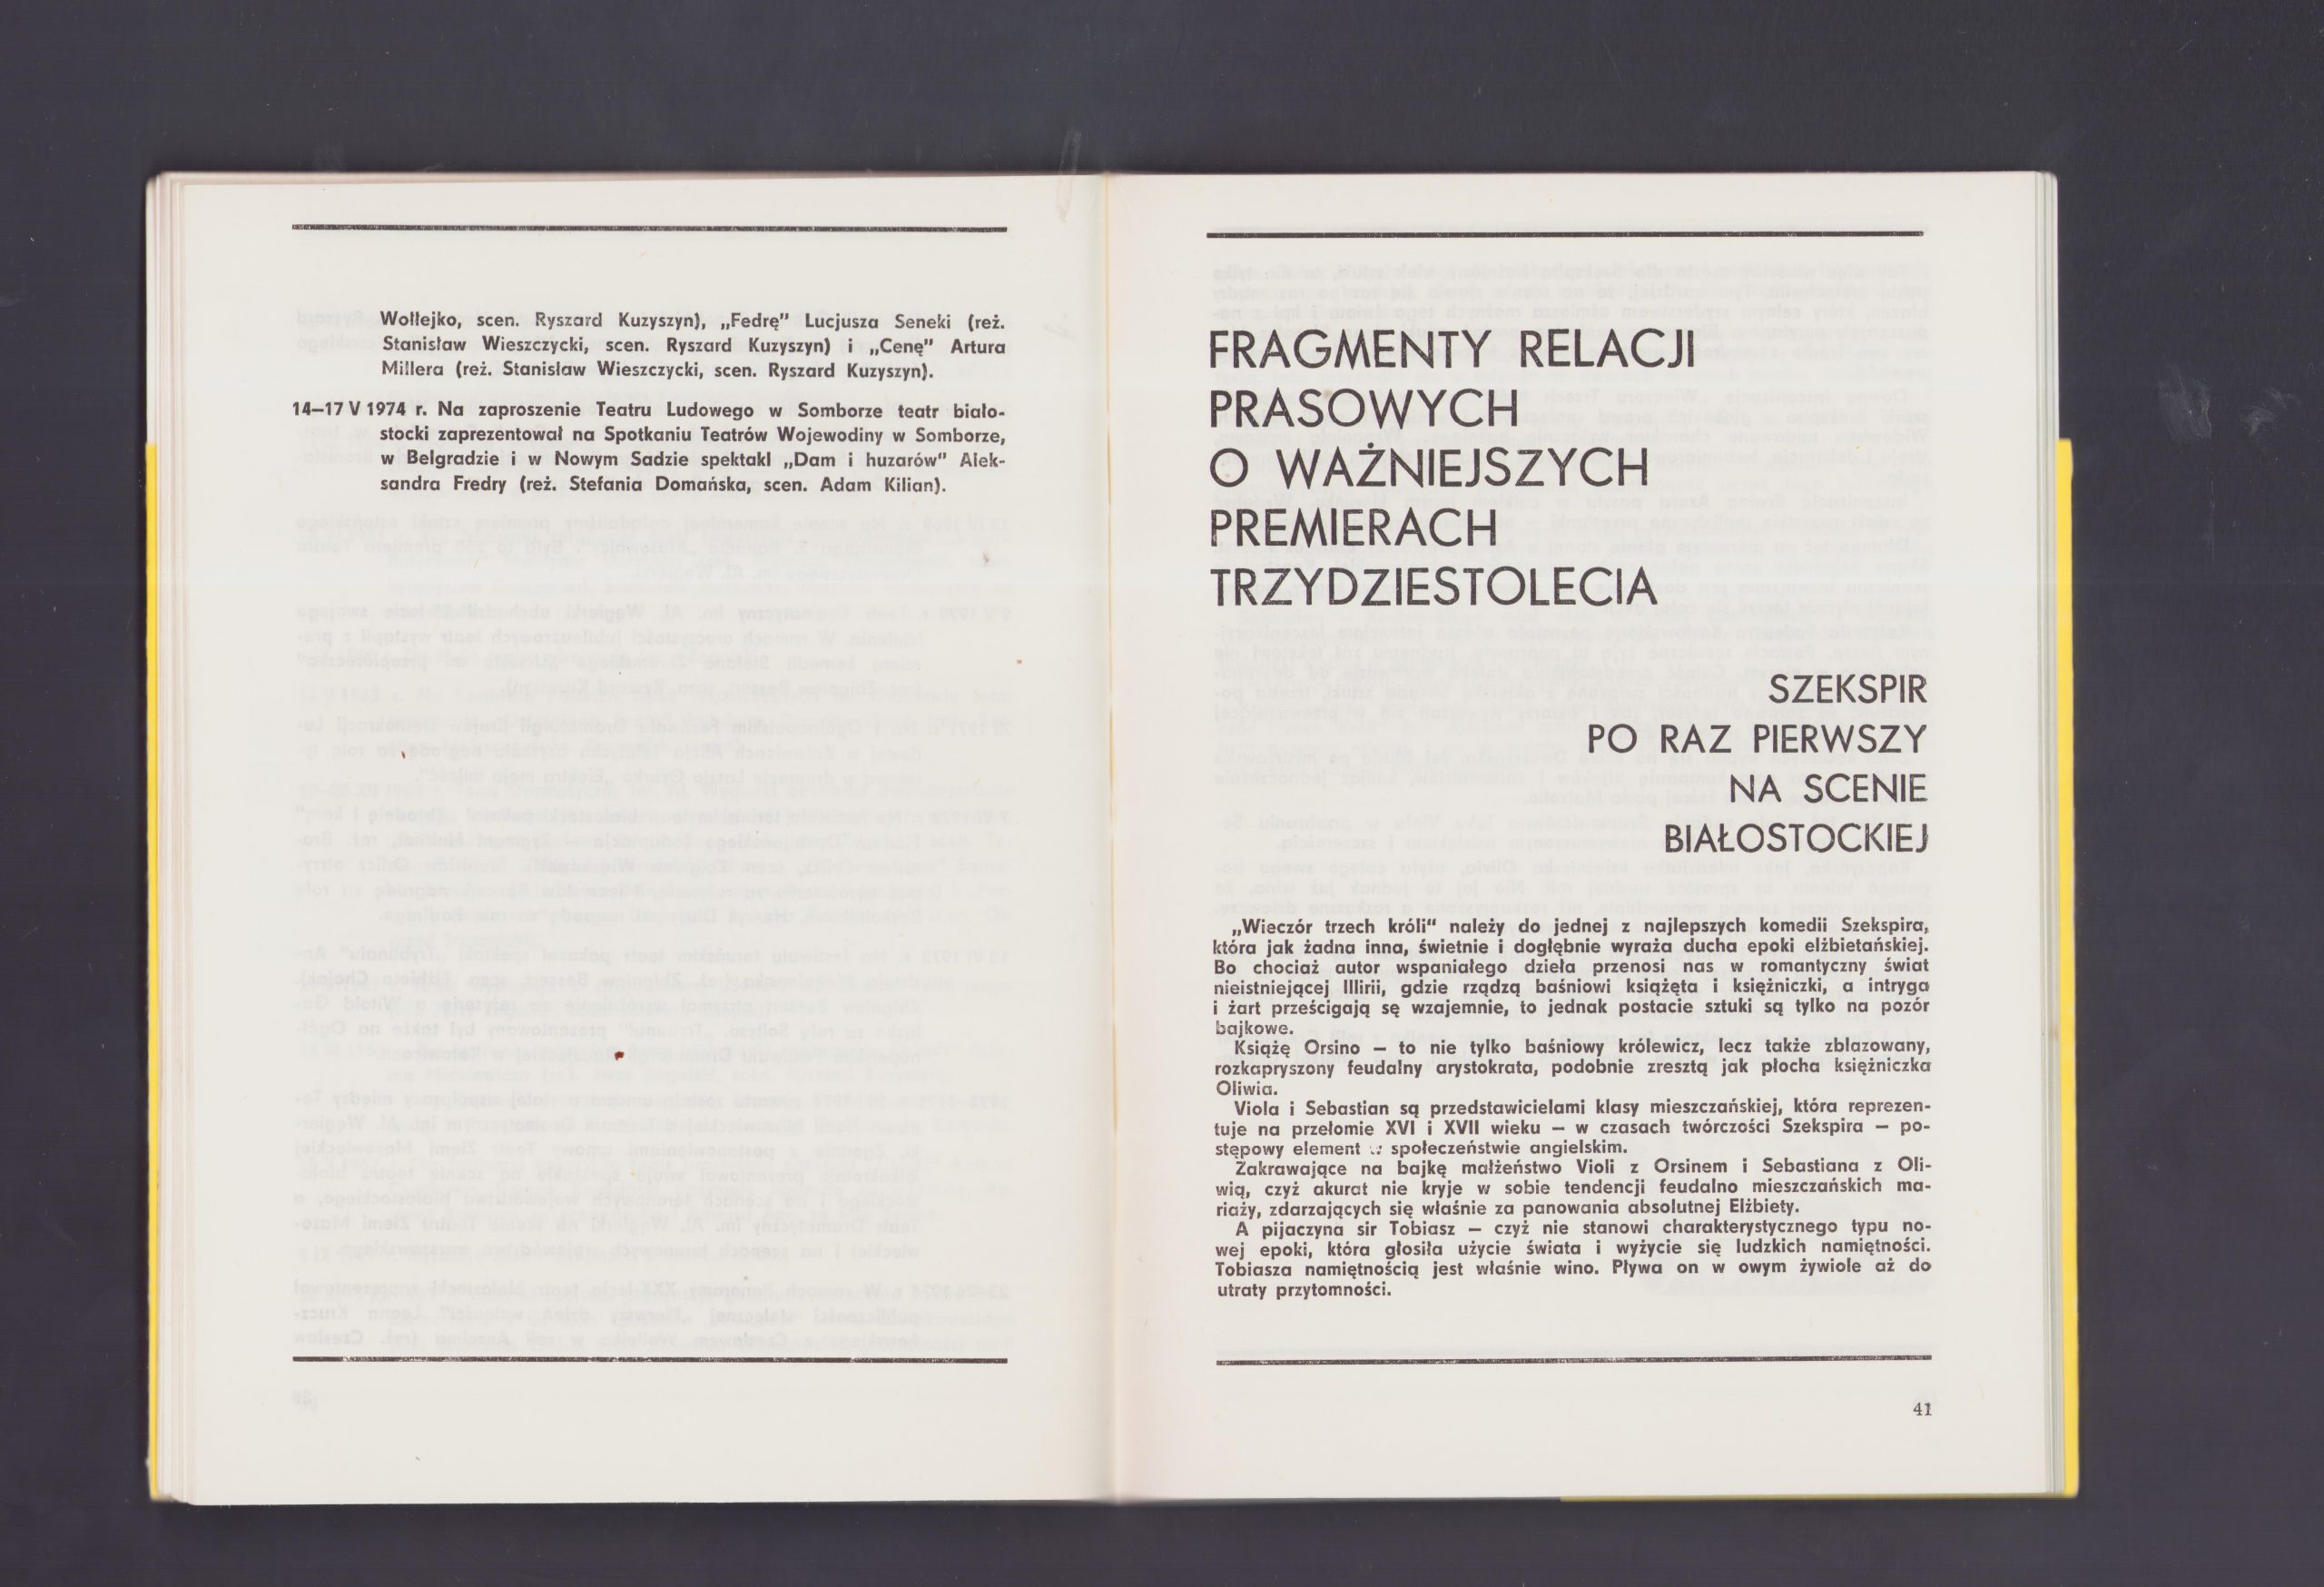 Wołłejko, scen. Ryszard Kuzyszyn), „Fedrę" Lucjusza Seneki (reż.
Stanisław Wieszczycki, scen. Ryszard Kuzyszyn) i „Cenę" Artura
Millera (reż. Stanisław Wieszczycki, scen. Ryszard Kuzyszyn).
14–17 V 1974 r. Na zaproszenie Teatru Ludowego w Somborze teatr biało-
stocki zaprezentował na Spotkaniu Teatrów Wojewodiny w Somborze,
w Belgradzie i w Nowym Sadzie spektakl „Dam i huzarów" Alek-
sandra Fredry (reż. Stefania Domańska, scen. Adam Kilian).
FRAGMENTY RELACJI
PRASOWYCH
O WAŻNIEJSZYCH
PREMIERACH
TRZYDZIESTOLECIA
SZEKSPIR
PO RAZ PIERWSZY
NA SCENIE
BIAŁOSTOCKIEJ
„Wieczór trzech króli" należy do jednej z najlepszych komedii Szekspira,
która jak żadna inna, świetnie i dogłębnie wyraża ducha epoki elżbietańskiej.
Bo chociaż autor wspaniałego dzieła przenosi nas w romantyczny świat
nieistniejącej Illirii, gdzie rządzą baśniowi książęta i księżniczki, a intryga
i żart prześcigają sę wzajemnie, to jednak postacie sztuki są tylko na pozór
bajkowe.
Książę Orsino — to nie tylko baśniowy królewicz, lecz także zblazowany,
rozkapryszony feudalny arystokrata, podobnie zresztą jak płocha księżniczka
Oliwia.
Viola i Sebastian są przedstawicielami klasy mieszczańskiej, która reprezen-
tuje na przełomie XVI i XVII wieku — w czasach twórczości Szekspira — po-
stępowy element w społeczeństwie angielskim.
Zakrawające na bajkę małżeństwo Violi z Orsinem i Sebastiana z Oli-
wią, czyż akurat nie kryje w sobie tendencji feudalno mieszczańskich ma-
riaży, zdarzających się właśnie za panowania absolutnej Elżbiety.
A pijaczyna sir Tobiasz — czyż nie stanowi charakterystycznego typu no-
wej epoki, która głosiła użycie świata i wyżycie się ludzkich namiętności.
Tobiasza namiętnością jest właśnie wino. Pływa on w owym żywiole aż do
utraty przytomności.
41